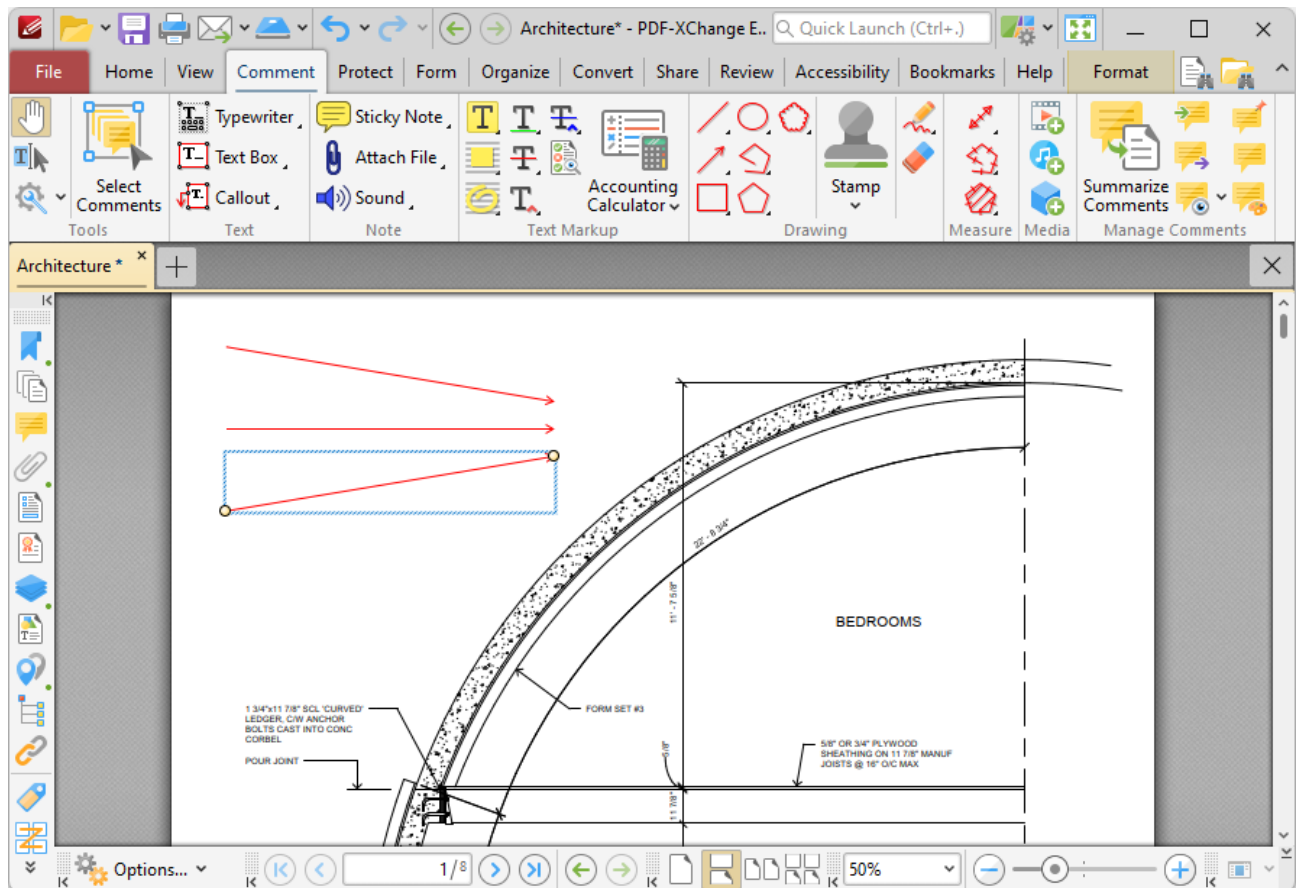 Architecture* - PDF-XChange E..
Quick Launch (Ctrl+.)
File Home View Comment Protect Form Organize Convert Share Review Accessibility Bookmarks Help Format
Typewriter
Text Box
Callout
Sticky Note
Attach File
Sound
Select
Comments
Accounting
Calculator
Stamp
Summarize
Comments
Tools Text Note Text Markup Drawing Measure Media Manage Comments
Architecture *
22' - 8 3/4"
11' - 7 5/8"
BEDROOMS
1 3/4"x11 7/8" SCL 'CURVED'
LEDGER, C/W ANCHOR
BOLTS CAST INTO CONC
CORBEL
POUR JOINT
FORM SET #3
5/8"
5/8" OR 3/4" PLYWOOD
SHEATHING ON 11 7/8" MANUF
JOISTS @ 16" O/C MAX
11 7/8"
Options...
1/8
50%